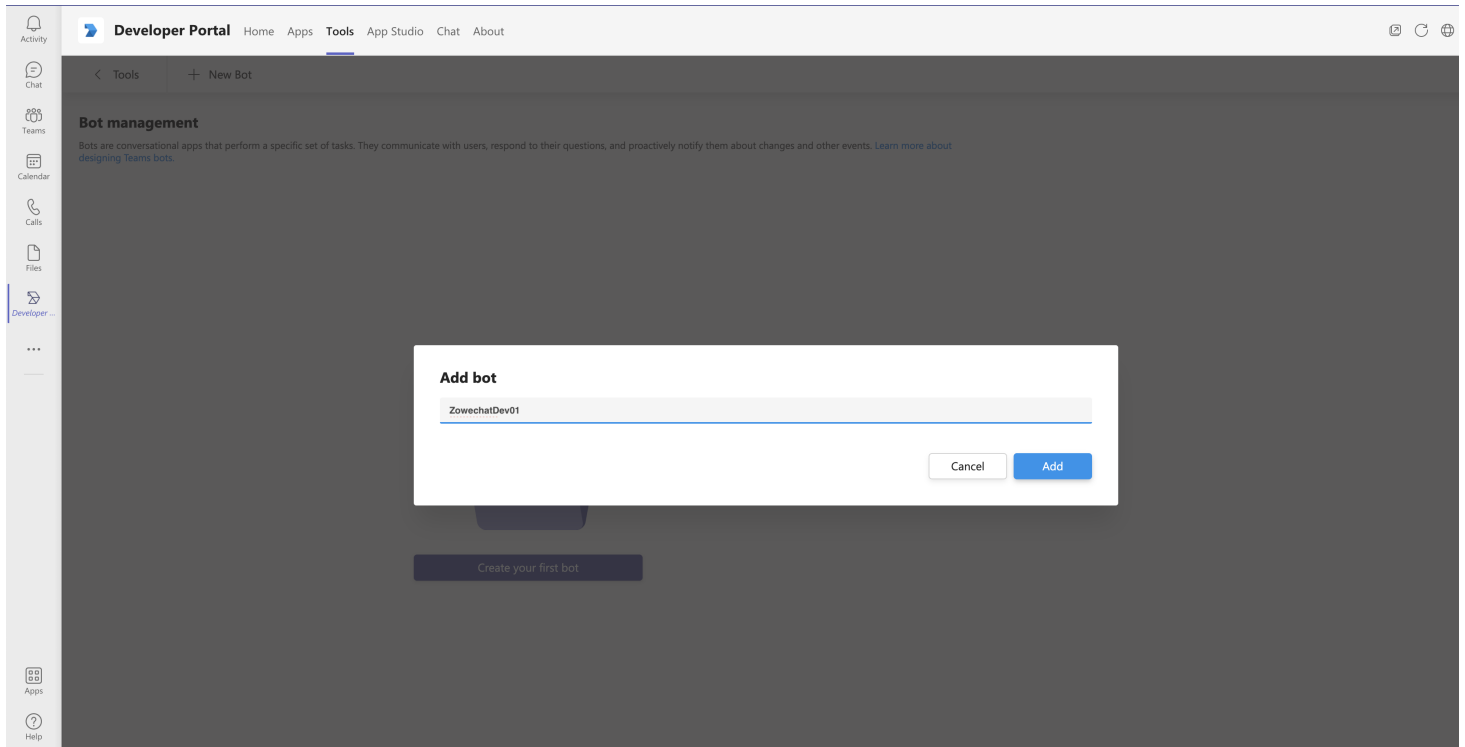 Activity
Chat
Teams
Calendar
Calls
Files
Developer ...
Apps
Help
Developer Portal Home Apps Tools App Studio Chat About
Tools + New Bot
Bot management
Bots are conversational apps that perform a specific set of tasks. They communicate with users, respond to their questions, and proactively notify them about changes and other events. Learn more about
designing Teams bots.
Add bot
ZowechatDev01
Cancel Add
Create your first bot